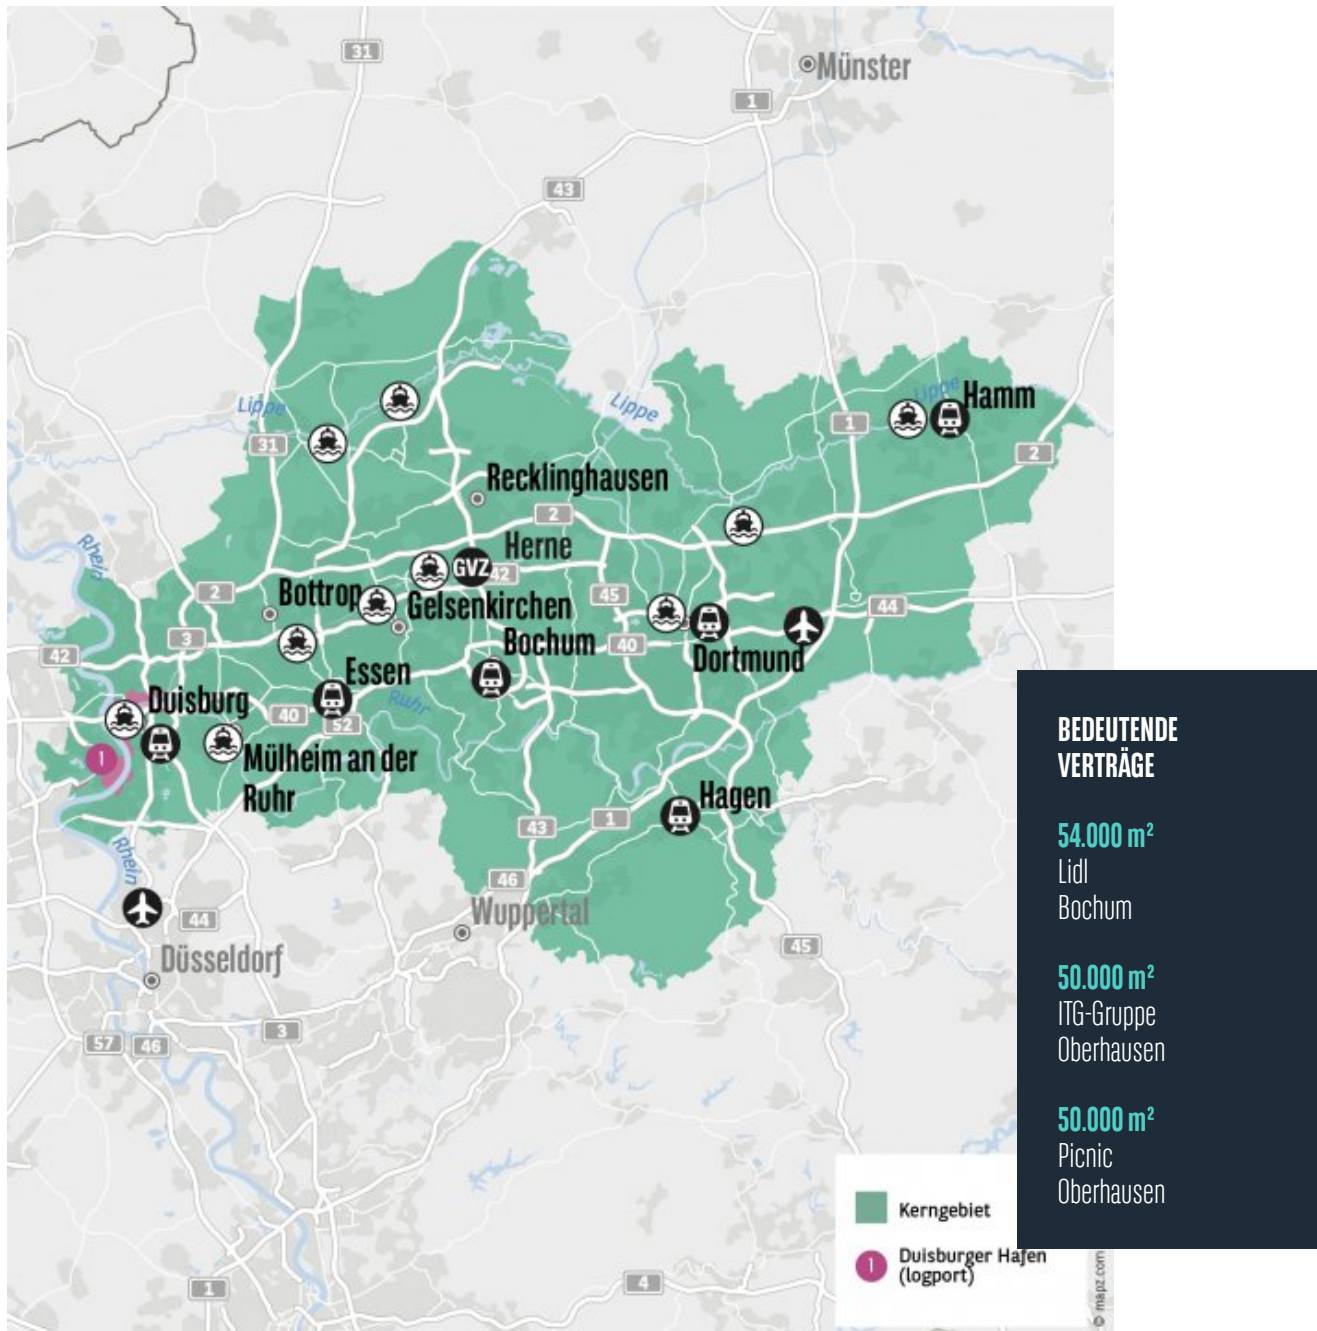 31
Münster
1
43
Lippe
Lippe
Lippe
Hamm
31
1
2
Recklinghausen
2
Rhein
Herne
GVZ
42
2
Bottrop
Gelsenkirchen
45
44
3
Bochum
40
42
Dortmund
Essen
Duisburg
Ruhr
40
52
1
Mülheim an der
Ruhr
Hagen
43
1
Rhein
46
44
Wuppertal
45
Düsseldorf
3
57
46
1
4
Kerngebiet
1
Duisburger Hafen
(logport)
© mapz.com
BEDEUTENDE
VERTRÄGE
54.000 m²
Lidl
Bochum
50.000 m²
ITG-Gruppe
Oberhausen
50.000 m²
Picnic
Oberhausen